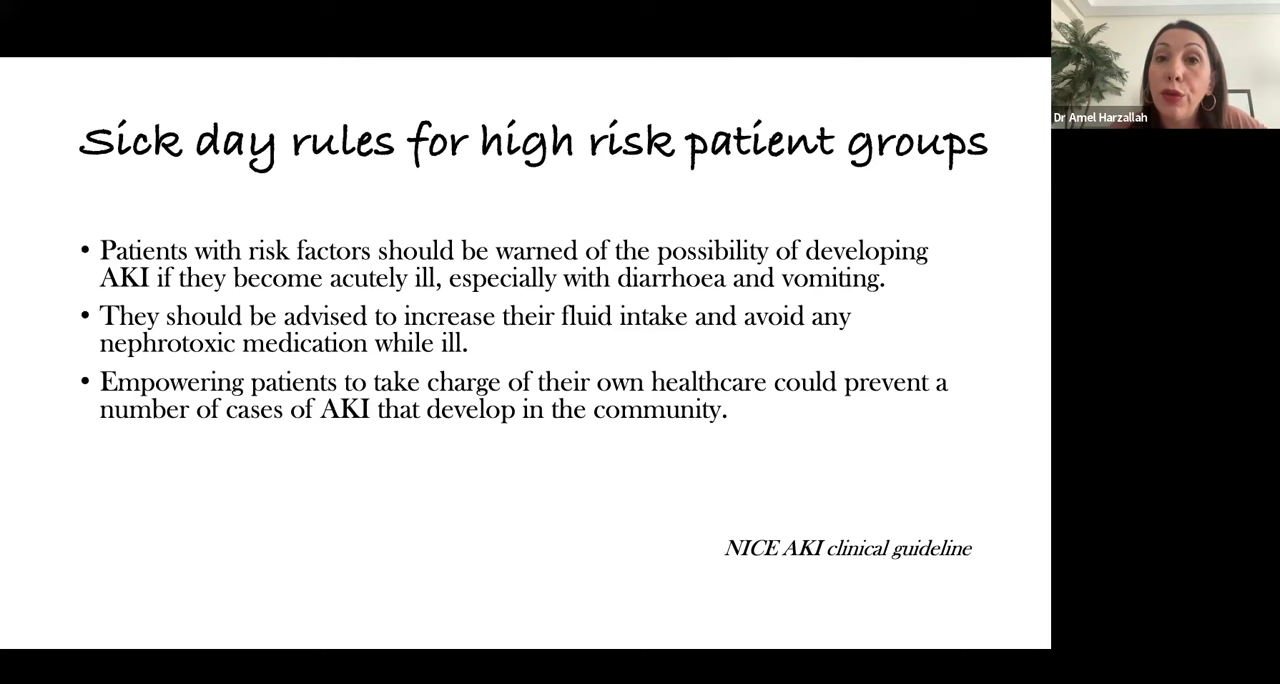 Sick day rules for high risk patient groups
• Patients with risk factors should be warned of the possibility of developing
AKI if they become acutely ill, especially with diarrhoea and vomiting.
• They should be advised to increase their fluid intake and avoid any
nephrotoxic medication while ill.
• Empowering patients to take charge of their own healthcare could prevent a
number of cases of AKI that develop in the community.
NICE AKI clinical guideline
Dr Amel Harzallah